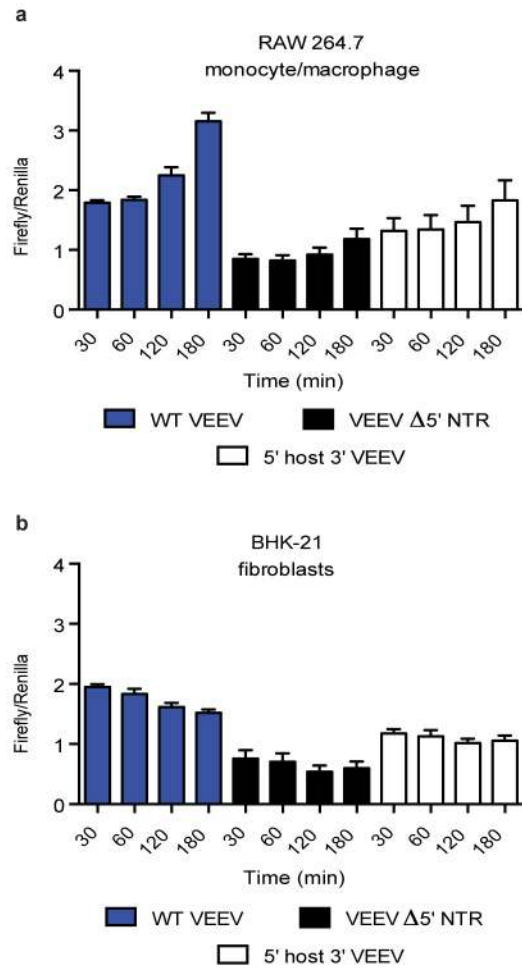 a
RAW 264.7
monocyte/macrophage
Firefly/Renilla
4
3
2
1
0
30 60 120 180 30 60 120 180 30 60 120 180
Time (min)
WT VEEV VEEV Δ5' NTR
5' host 3' VEEV
b
BHK-21
fibroblasts
Firefly/Renilla
4
3
2
1
0
30 60 120 180 30 60 120 180 30 60 120 180
Time (min)
WT VEEV VEEV Δ5' NTR
5' host 3' VEEV